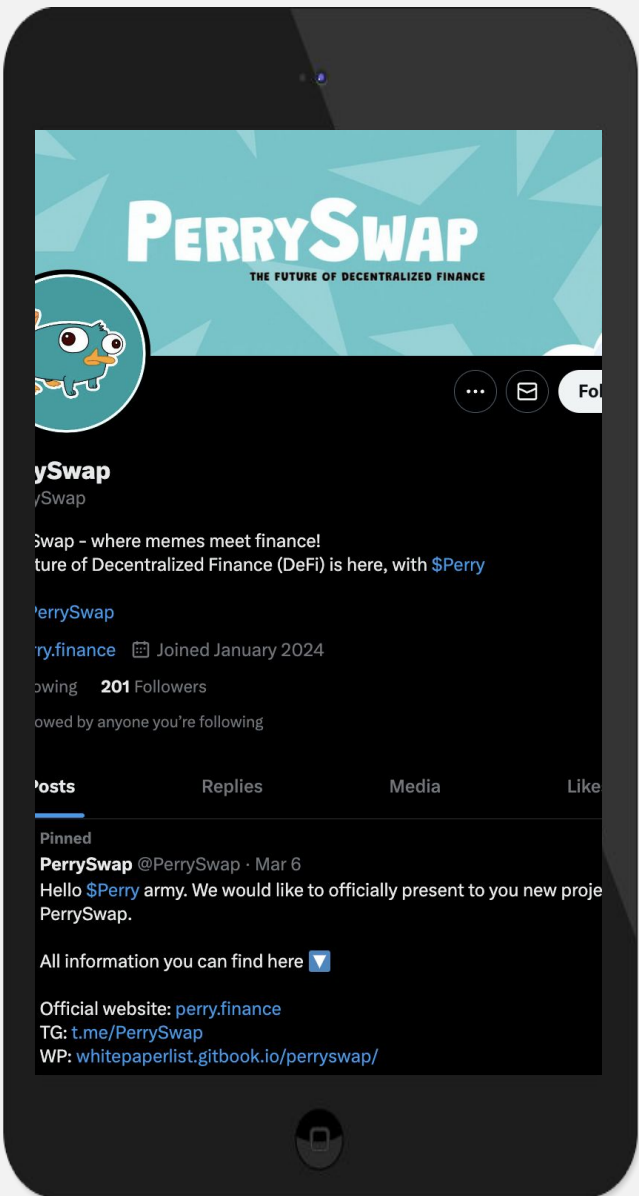 PERRYSWAP
THE FUTURE OF DECENTRALIZED FINANCE
Fol
ySwap
ySwap
Swap - where memes meet finance!
ture of Decentralized Finance (DeFi) is here, with $Perry
PerrySwap
ry.finance Joined January 2024
owing 201 Followers
owed by anyone you're following
Posts Replies Media Like
Pinned
PerrySwap @PerrySwap · Mar 6
Hello $Perry army. We would like to officially present to you new proje
PerrySwap.
All information you can find here
Official website: perry.finance
TG: t.me/PerrySwap
WP: whitepaperlist.gitbook.io/perryswap/